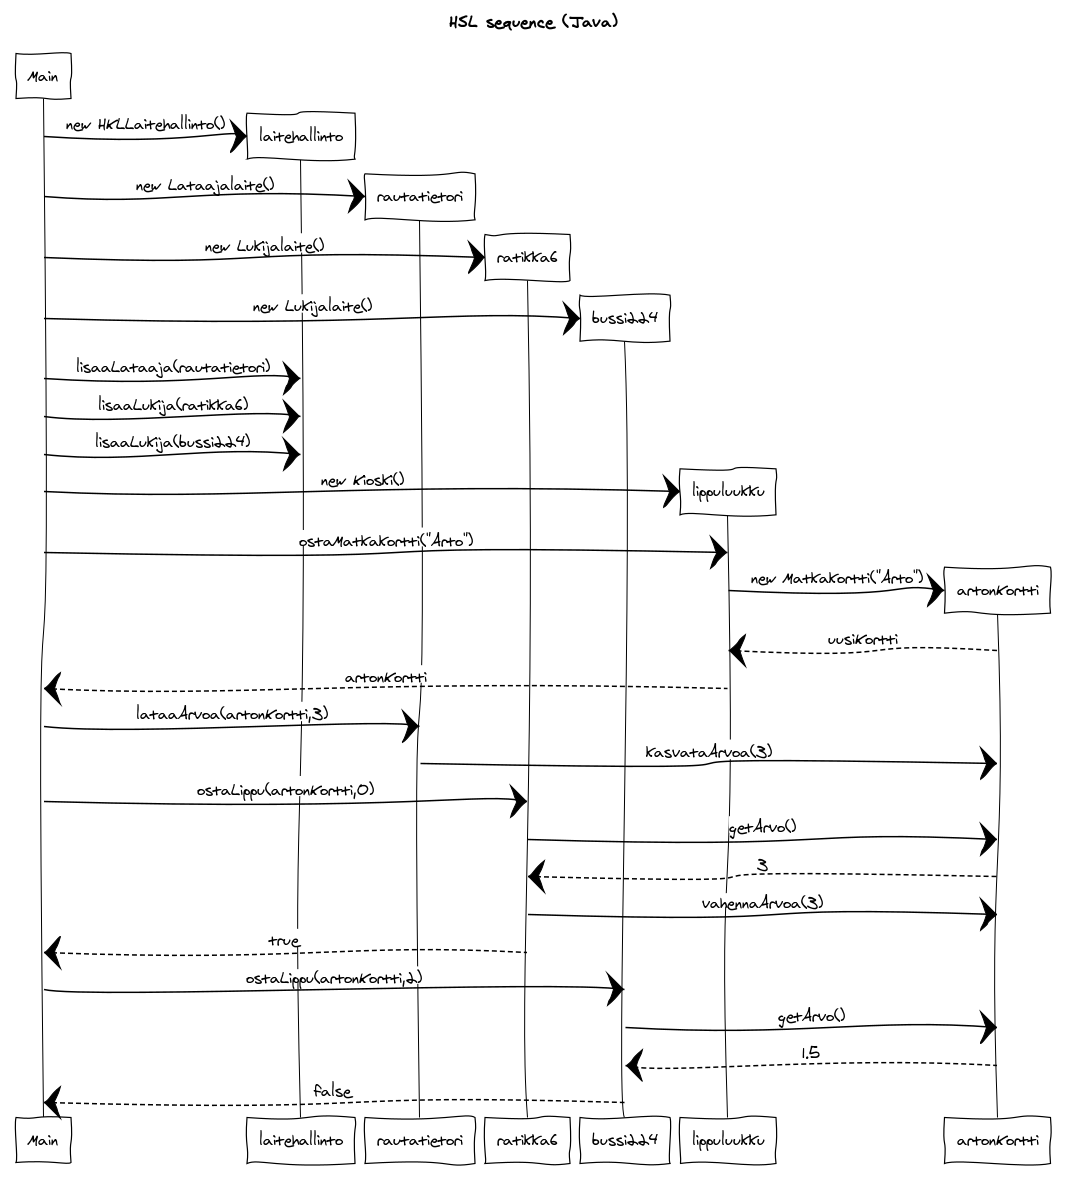 HSL sequence (Java)
Main
new HKLLaitehallinto()
laitehallinto
new Lataajalaite()
rautatietori
new Lukijalaite()
ratikka6
new Lukijalaite()
bussi224
lisaaLataaja(rautatietori)
lisaaLukija(ratikka6)
lisaaLukija(bussi224)
new Kioski()
lippuluukku
ostaMatkakortti("Arto")
new Matkakortti("Arto")
artonKortti
uusiKortti
artonKortti
lataaArvoa(artonKortti,3)
kasvataArvoa(3)
ostaLippu(artonKortti,0)
getArvo()
3
vahennaArvoa(3)
true
ostaLippu(artonKortti,2)
getArvo()
1.5
false
Main laitehallinto rautatietori ratikka6 bussi224 lippuluukku artonKortti